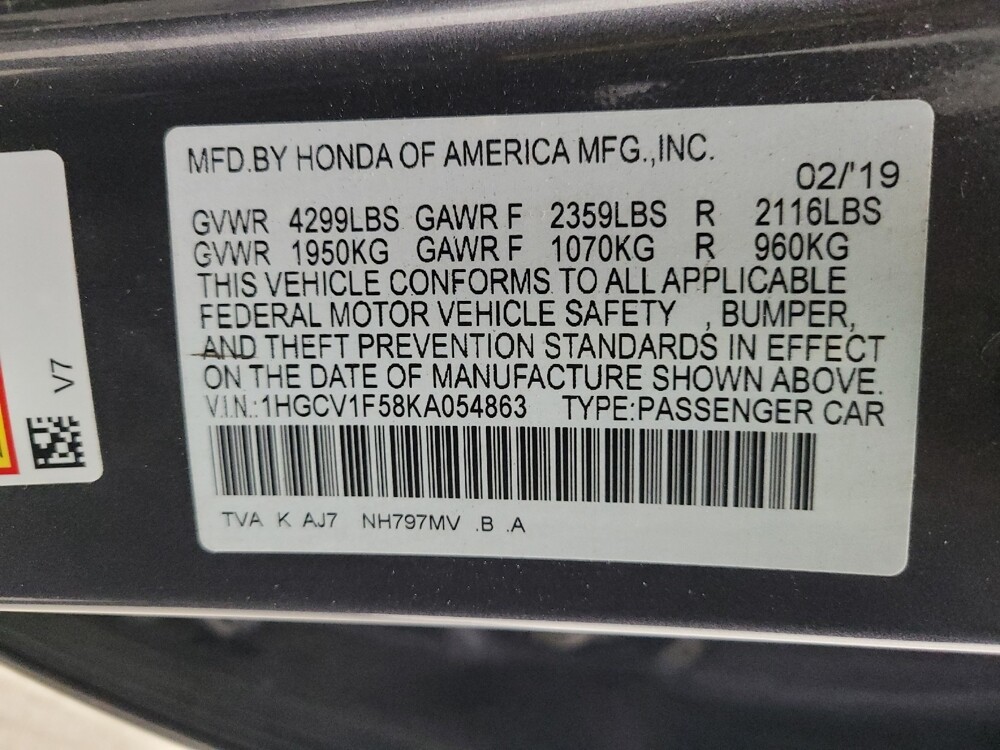 MFD.BY HONDA OF AMERICA MFG.,INC.
02/'19
GVWR 4299LBS GAWR F 2359LBS R 2116LBS
GVWR 1950KG GAWR F 1070KG R 960KG
THIS VEHICLE CONFORMS TO ALL APPLICABLE
FEDERAL MOTOR VEHICLE SAFETY , BUMPER,
AND THEFT PREVENTION STANDARDS IN EFFECT
ON THE DATE OF MANUFACTURE SHOWN ABOVE.
V.I.N.:1HGCV1F58KA054863 TYPE:PASSENGER CAR
TVA K AJ7 NH797MV .B .A
V7